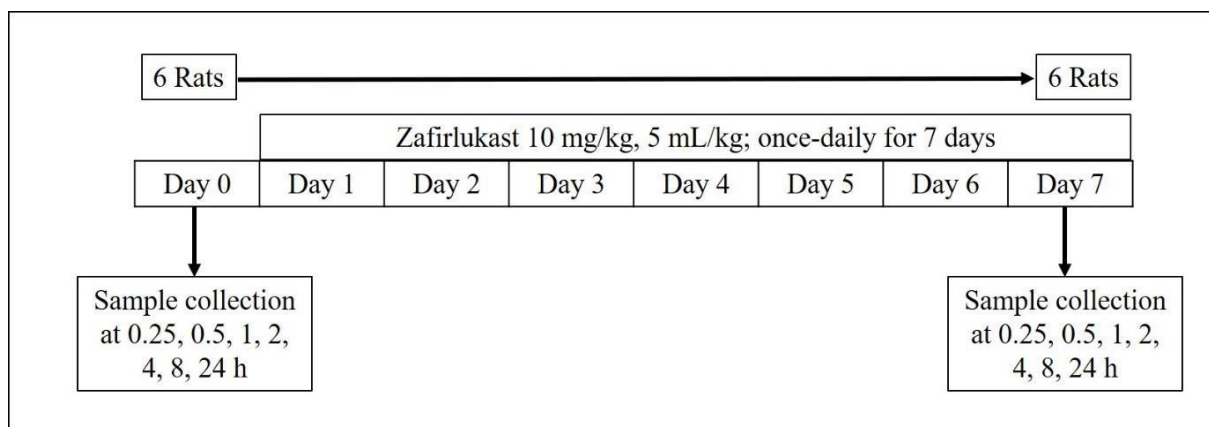 6 Rats
6 Rats
Zafirlukast 10 mg/kg, 5 mL/kg; once-daily for 7 days
Day 0 Day 1 Day 2 Day 3 Day 4 Day 5 Day 6 Day 7
Sample collection
at 0.25, 0.5, 1, 2,
4, 8, 24 h
Sample collection
at 0.25, 0.5, 1, 2,
4, 8, 24 h